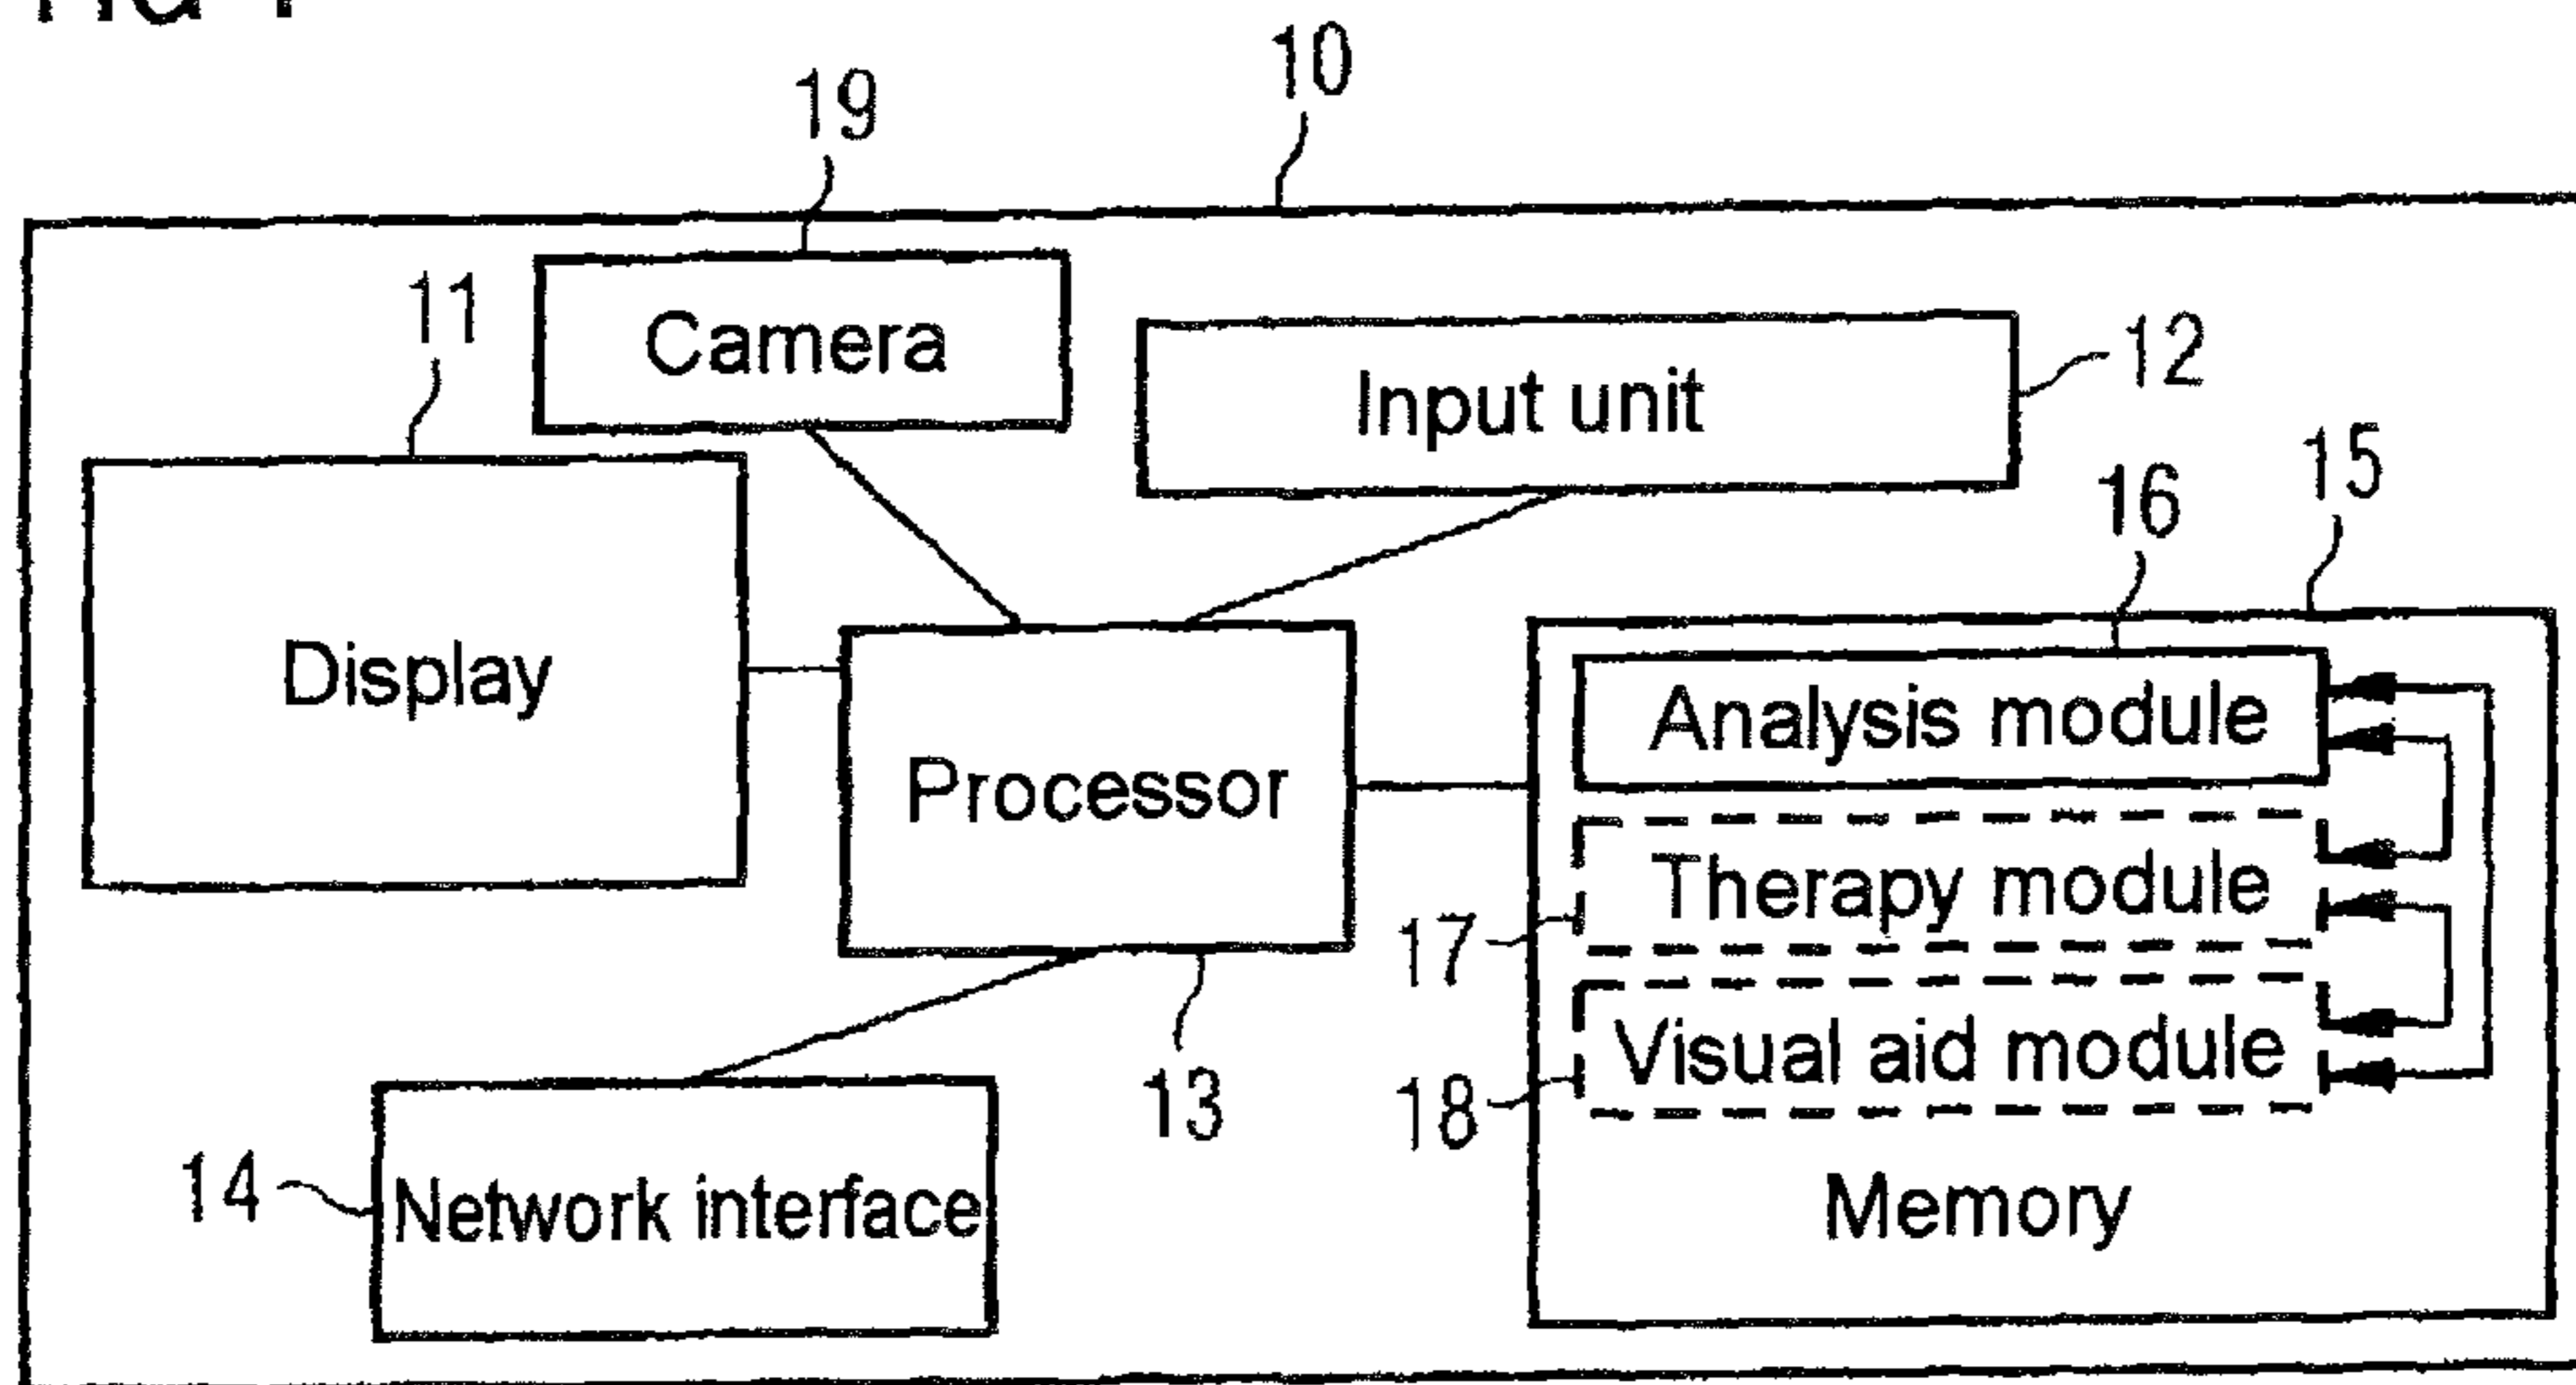 10
19
Camera
11
Input unit
12
15
16
Display
Analysis module
Processor
Therapy module
17
Visual aid module
18
13
14
Network interface
Memory